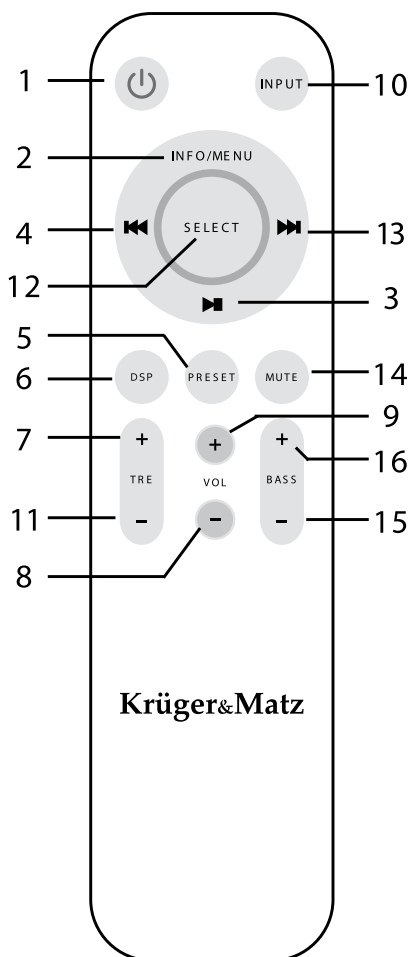 1
INPUT
10
2
INFO/MENU
4
SELECT
13
12
3
5
6
DSP
PRESET
MUTE
14
7
+
+
9
+
16
TRE
VOL
BASS
11
-
-
-
15
8
Krüger&Matz